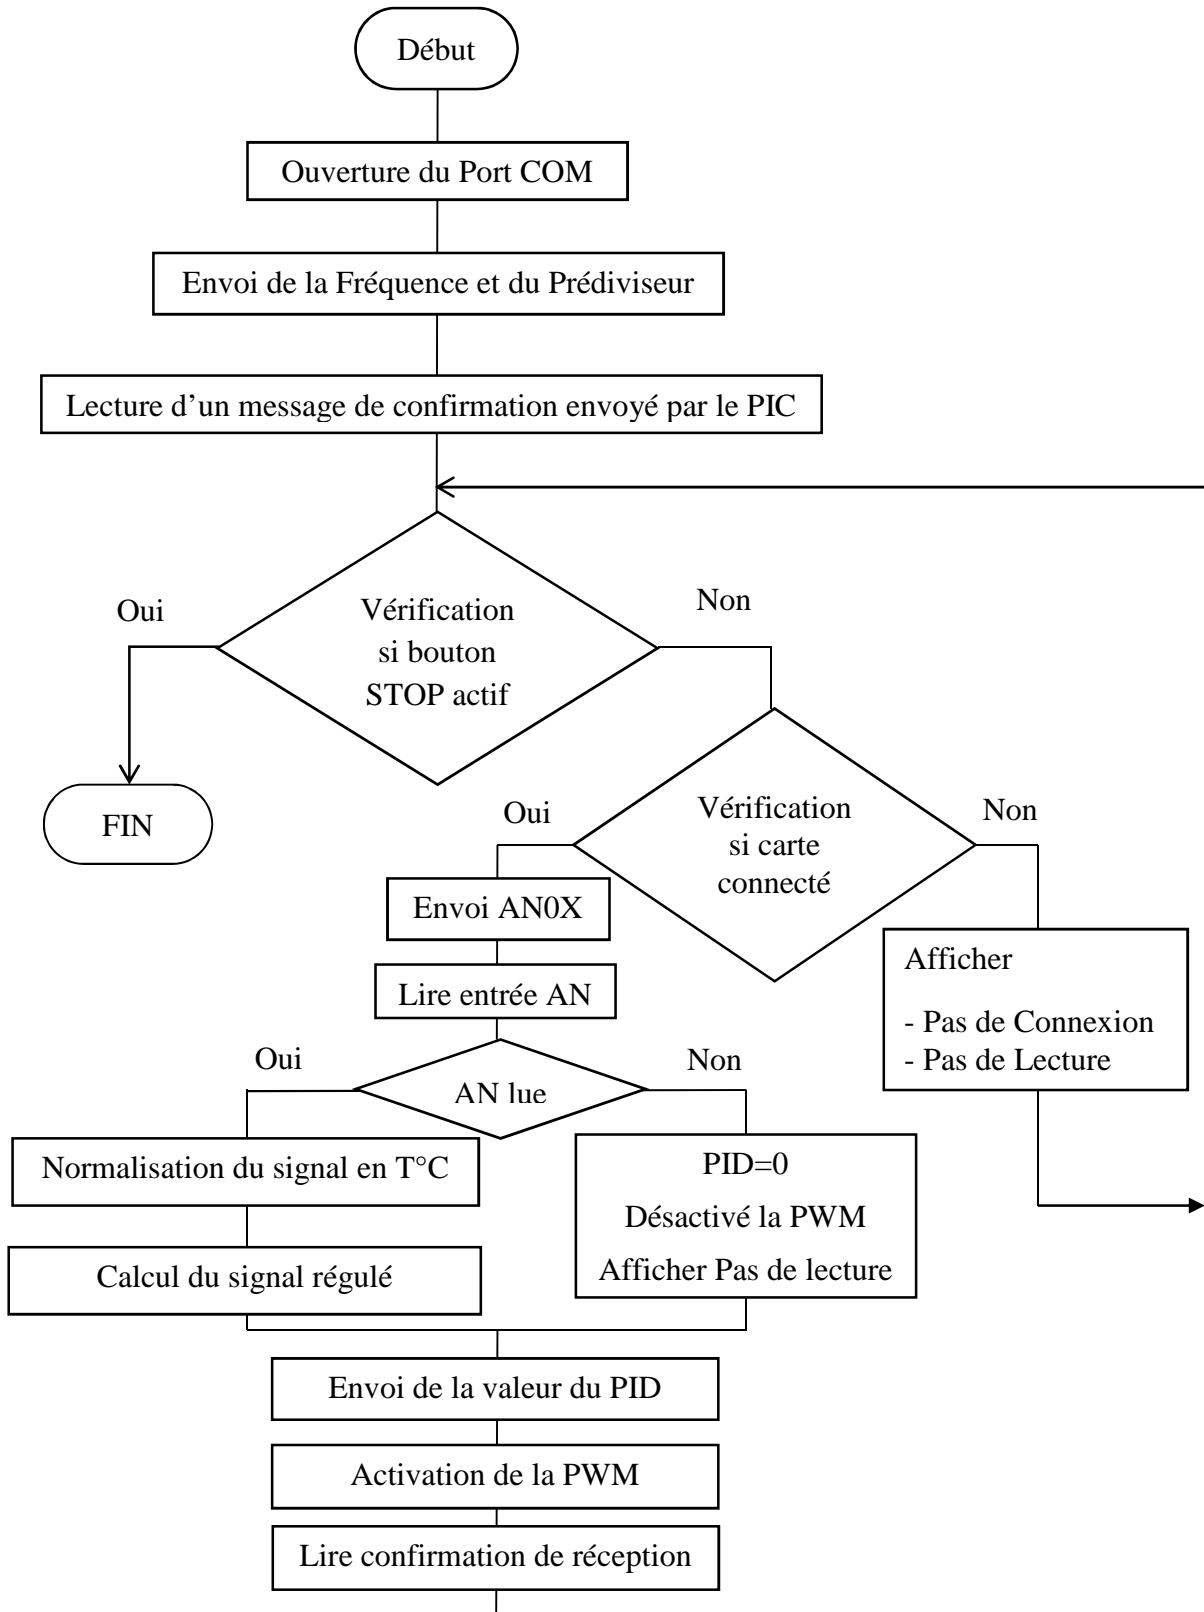 Début
Ouverture du Port COM
Envoi de la Fréquence et du Prédiviseur
Lecture d’un message de confirmation envoyé par le PIC
Oui
Vérification
si bouton
STOP actif
Non
FIN
Oui
Vérification
si carte
connecté
Non
Envoi AN0X
Lire entrée AN
Afficher
- Pas de Connexion
- Pas de Lecture
Oui
AN lue
Non
Normalisation du signal en T°C
Calcul du signal régulé
PID=0
Désactivé la PWM
Afficher Pas de lecture
Envoi de la valeur du PID
Activation de la PWM
Lire confirmation de réception